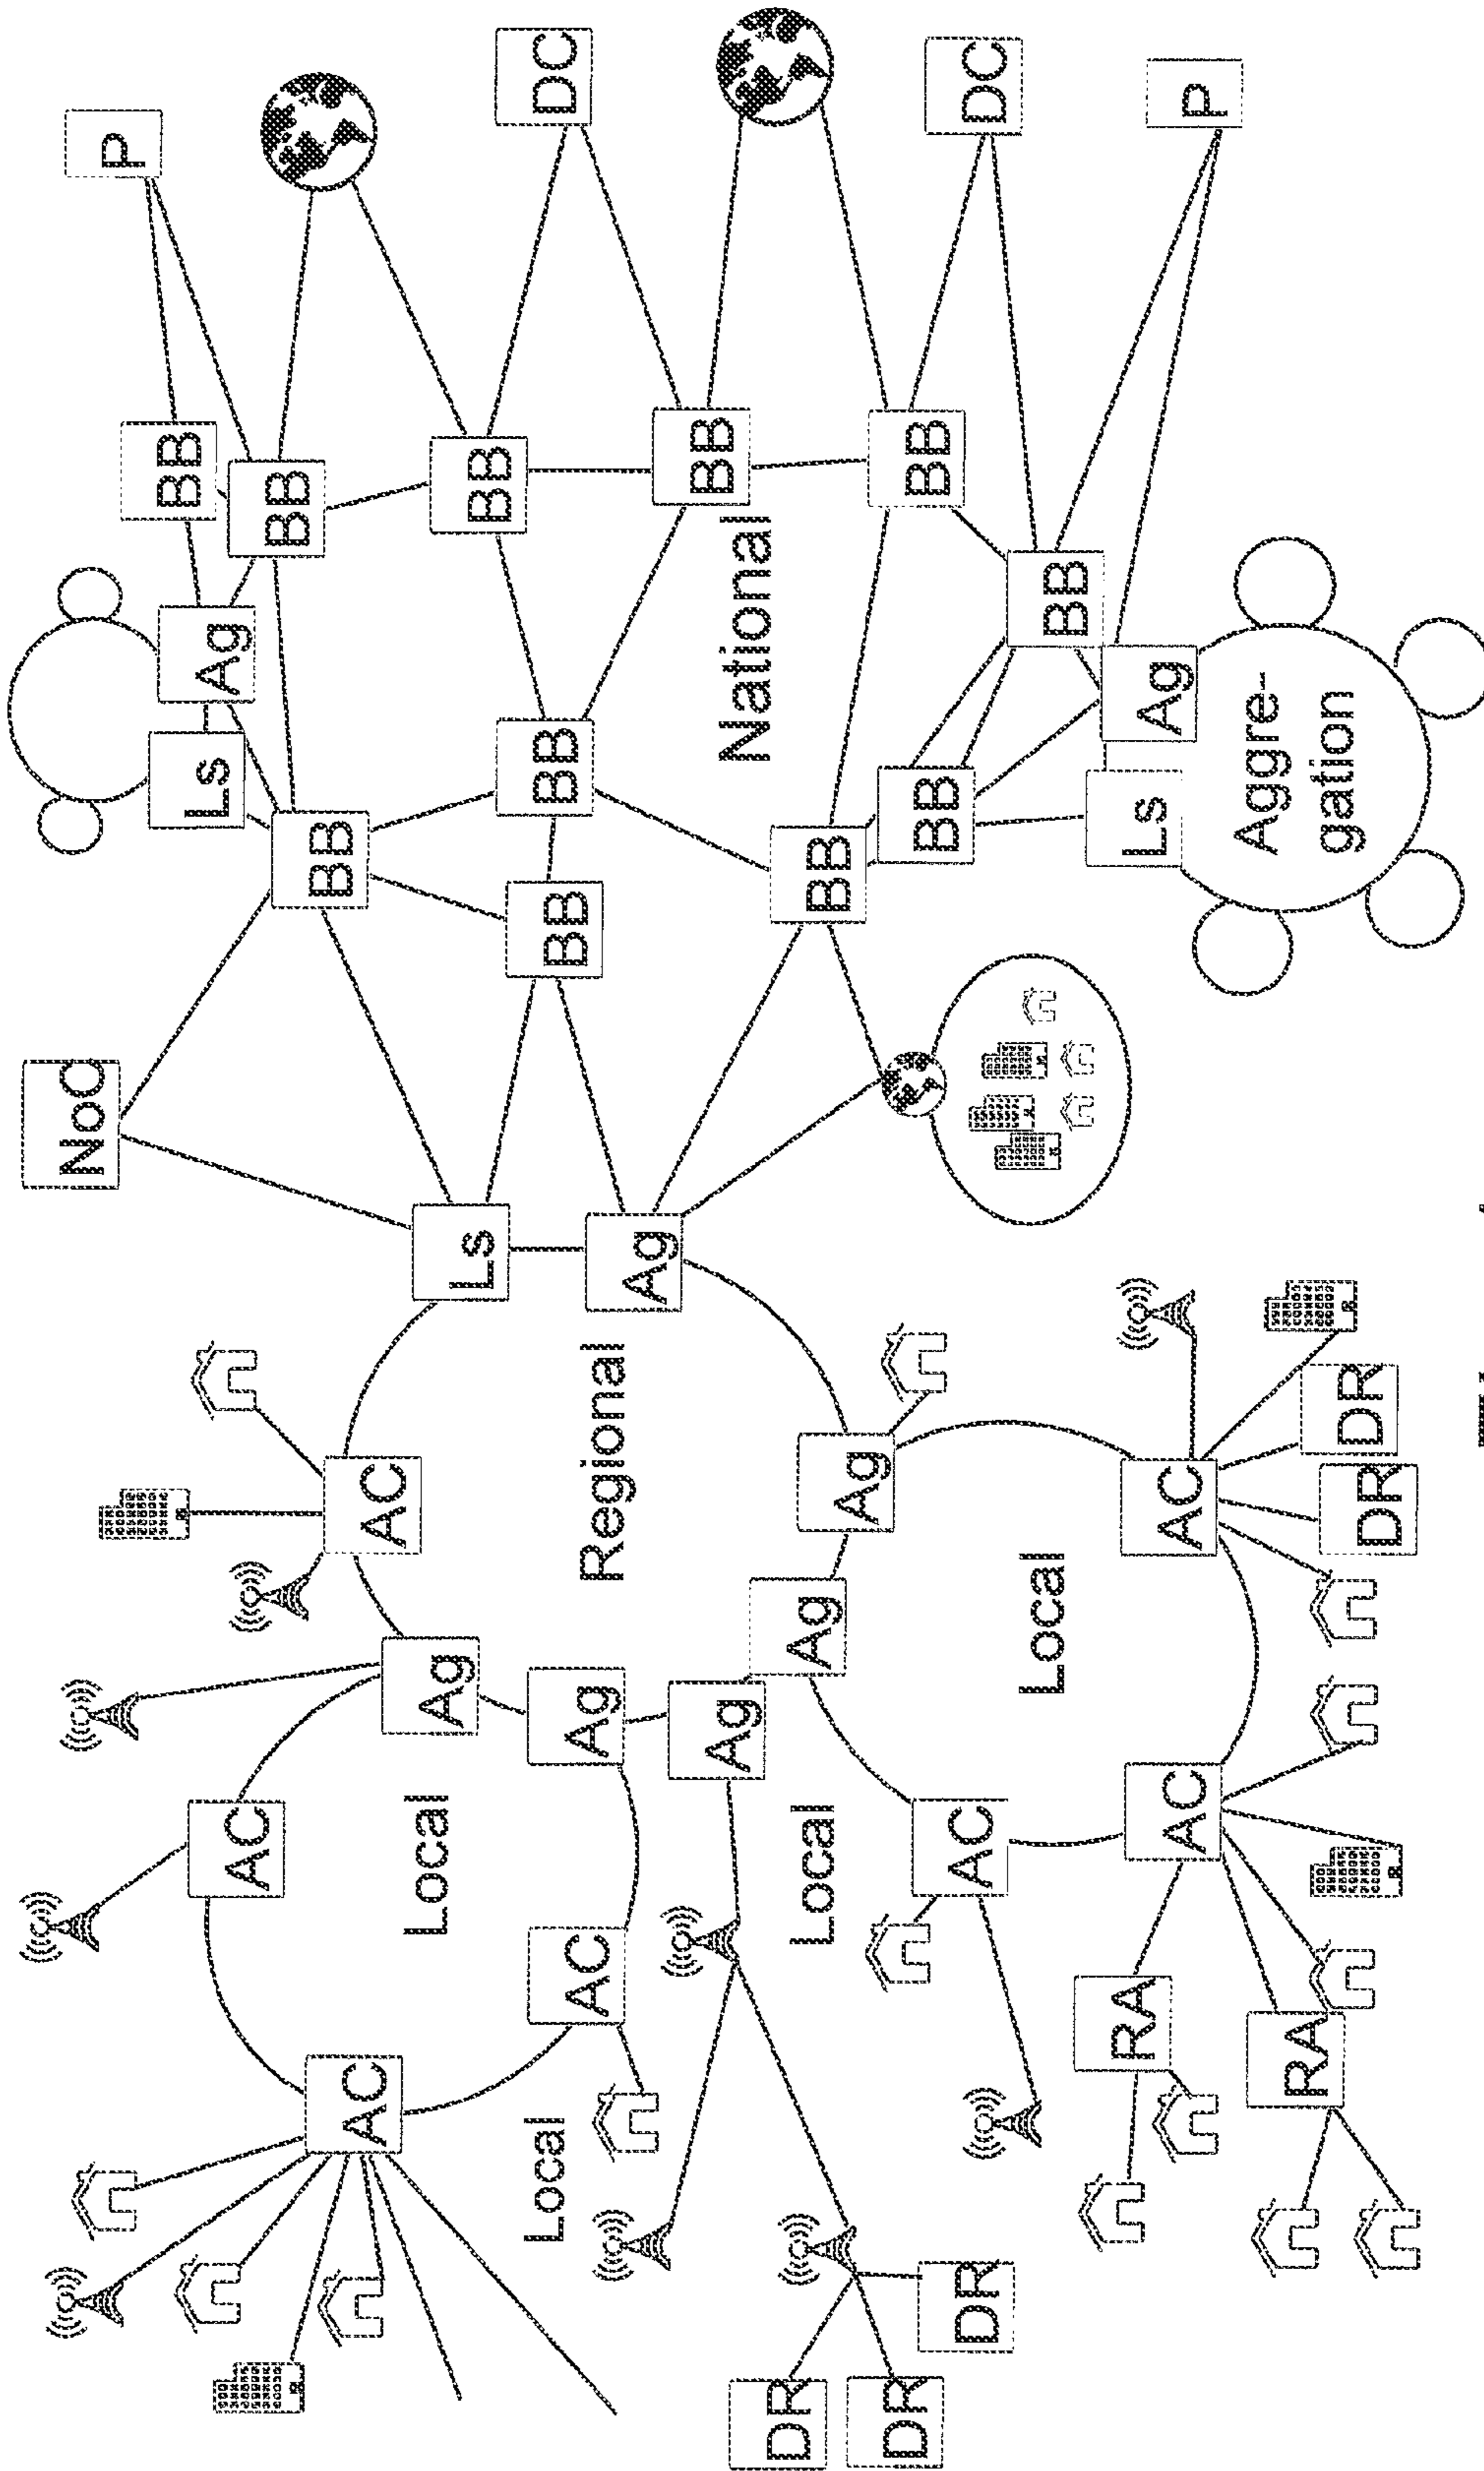 NoC
P
BB
Ls
Ag
AC
BB
BB
AC
AC
Local
Ag
Ls
BB
Local
DC
BB
BB
AC
Ag
Regional
Ag
BB
Ag
National
DR
Local
Ag
BB
Ag
DR
BB
BB
AC
DR
DC
Local
BB
RA
Ls
Ag
AC
AC
P
Aggre-
gation
RA
DR
DR